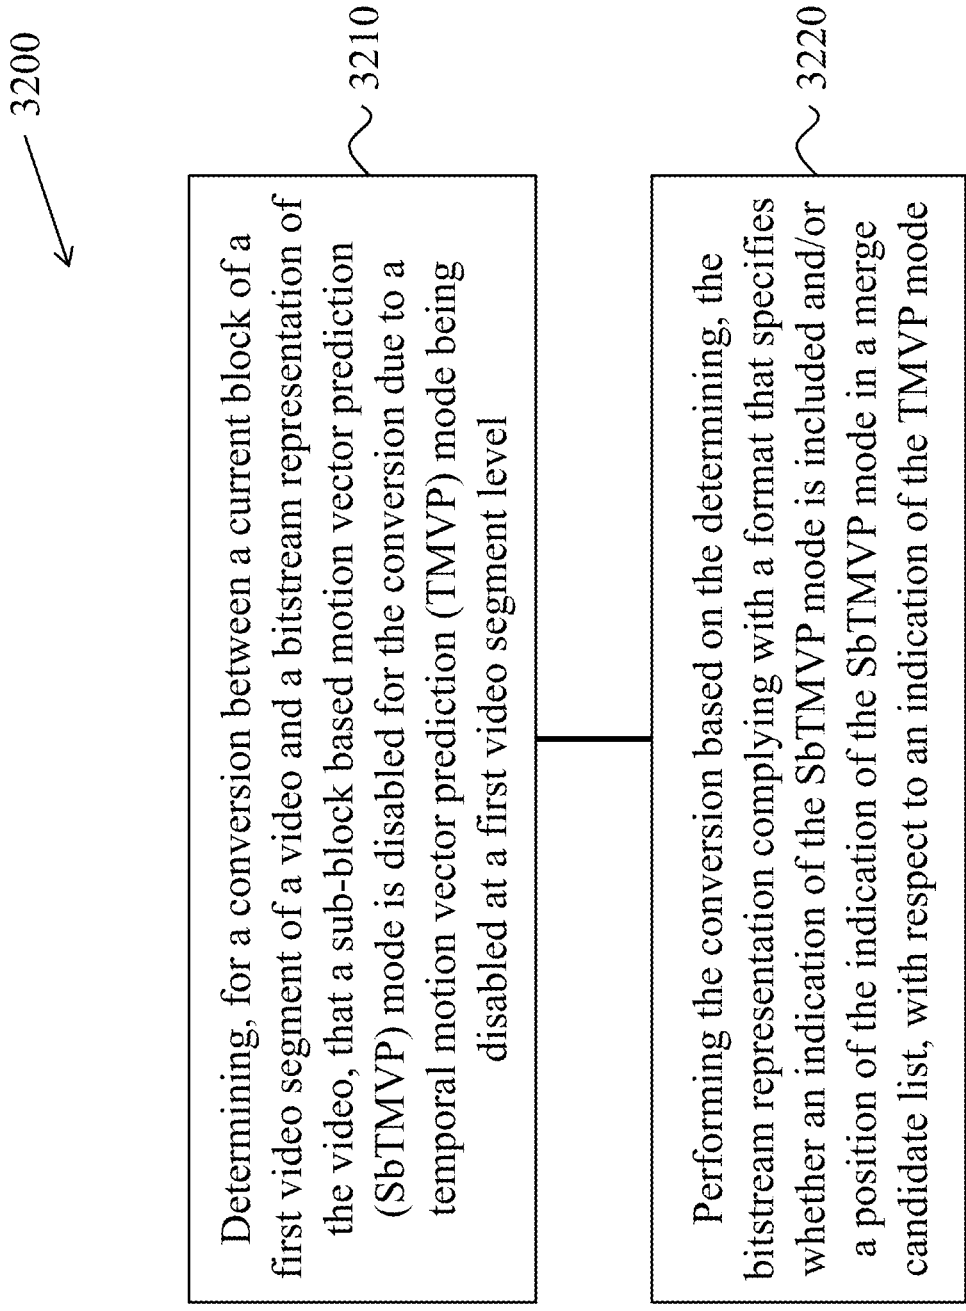 3200
Determining, for a conversion between a current block of a
first video segment of a video and a bitstream representation of
the video, that a sub-block based motion vector prediction
(SbTMVP) mode is disabled for the conversion due to a
temporal motion vector prediction (TMVP) mode being
disabled at a first video segment level
3210
Performing the conversion based on the determining, the
bitstream representation complying with a format that specifies
whether an indication of the SbTMVP mode is included and/or
a position of the indication of the SbTMVP mode in a merge
candidate list, with respect to an indication of the TMVP mode
3220